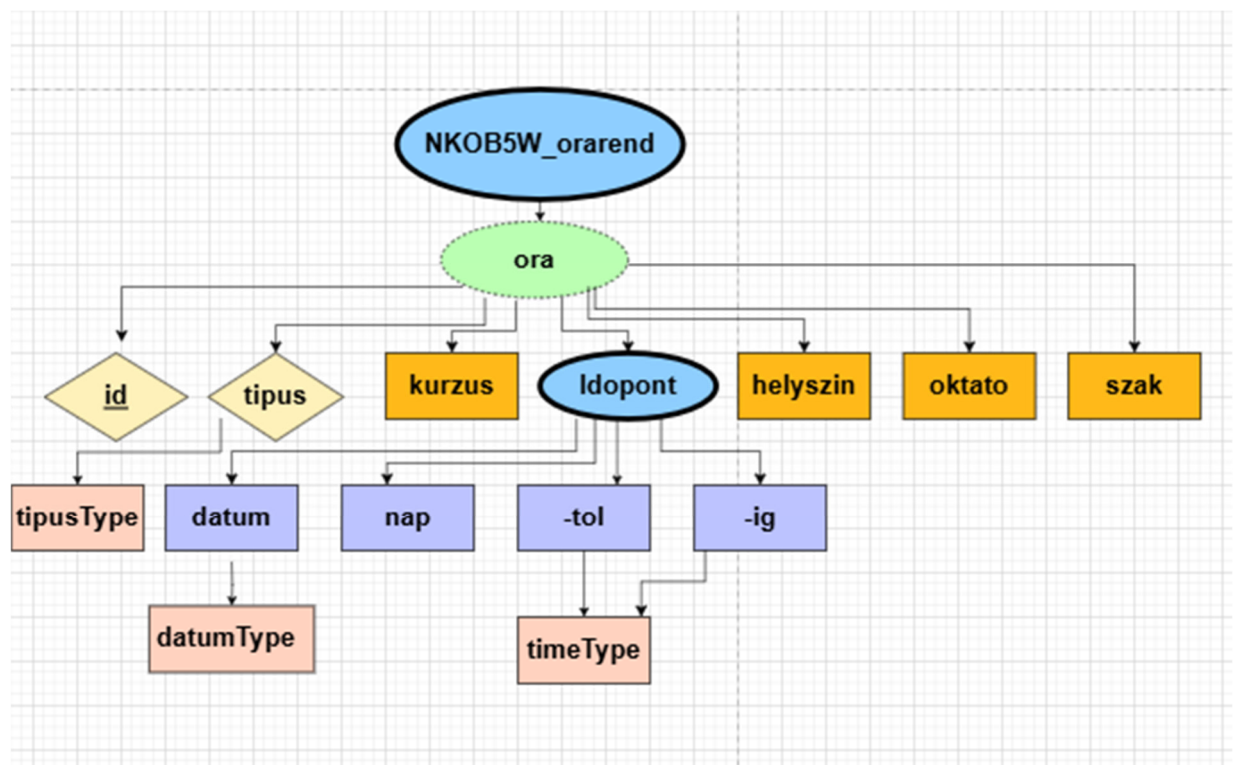 NKOB5W_orarend
ora
id
tipus
kurzus
Idopont
helyszin
oktato
szak
tipusType
datum
nap
-tol
-ig
datumType
timeType